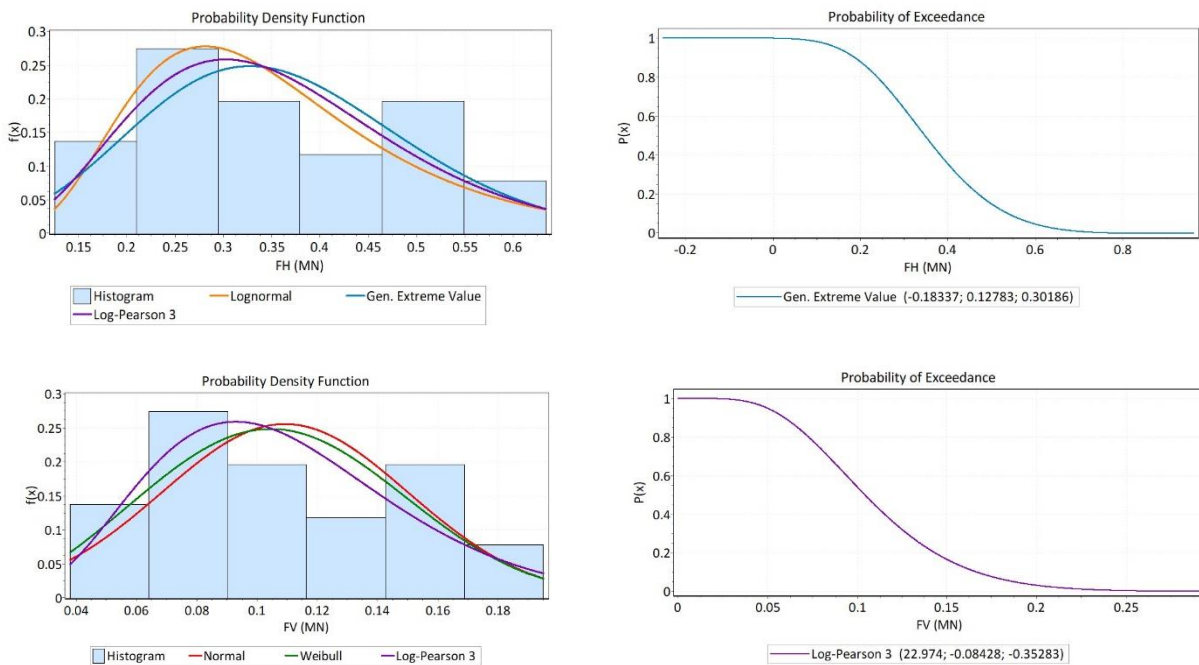 Probability Density Function
f(x)
0.3
0.25
0.2
0.15
0.1
0.05
0
0.15 0.2 0.25 0.3 0.35 0.4 0.45 0.5 0.55 0.6
FH (MN)
Histogram Lognormal Gen. Extreme Value
Log-Pearson 3
Probability of Exceedance
P(x)
1
0.8
0.6
0.4
0.2
0
-0.2 0 0.2 0.4 0.6 0.8
FH (MN)
Gen. Extreme Value (-0.18337; 0.12783; 0.30186)
Probability Density Function
f(x)
0.3
0.25
0.2
0.15
0.1
0.05
0
0.04 0.06 0.08 0.1 0.12 0.14 0.16 0.18
FV (MN)
Histogram Normal Weibull Log-Pearson 3
Probability of Exceedance
P(x)
1
0.8
0.6
0.4
0.2
0
0 0.05 0.1 0.15 0.2 0.25
FV (MN)
Log-Pearson 3 (22.974; -0.08428; -0.35283)